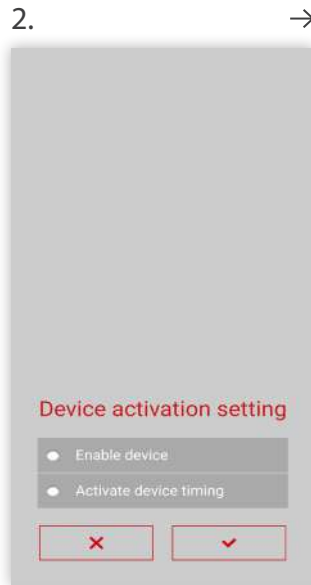 2. →
Device activation setting
Enable device
Activate device timing